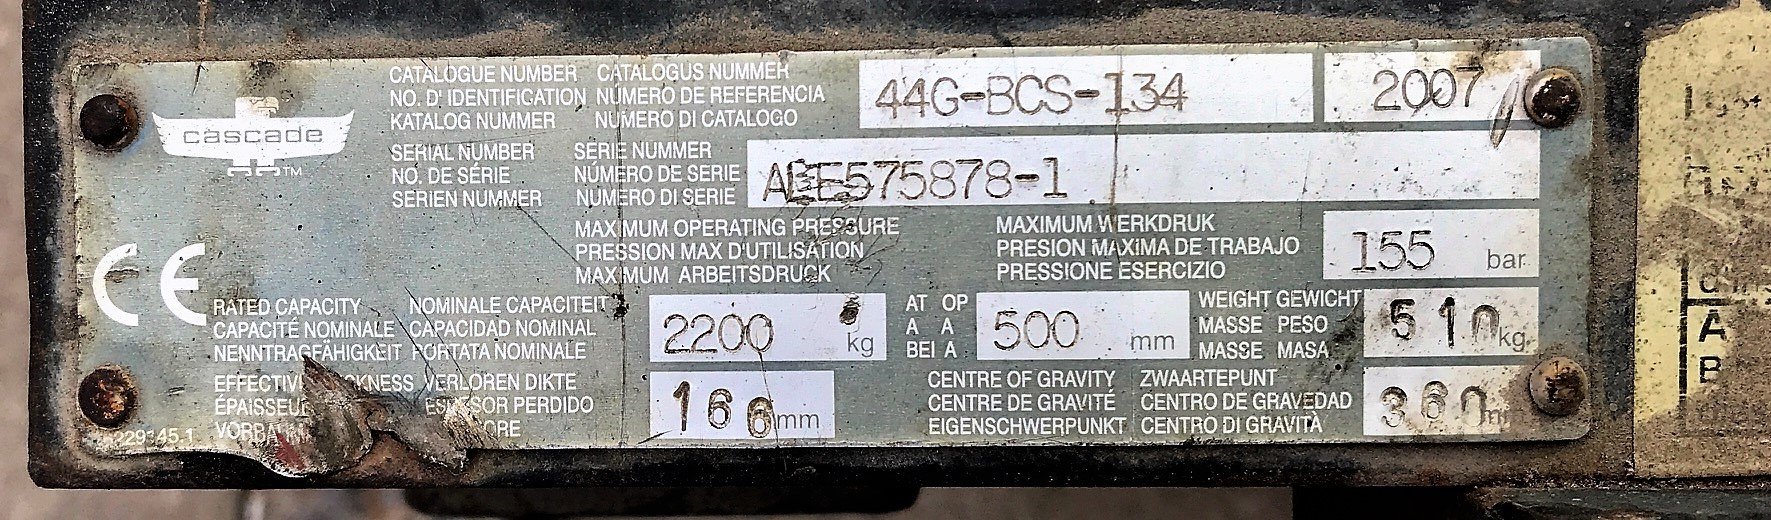 CATALOGUE NUMBER CATALOGUS NUMMER 44G-BCS-134 2007
NO. D' IDENTIFICATION NÚMERO DE REFERENCIA
KATALOG NUMMER NUMERO DI CATALOGO
cascade ™
SERIAL NUMBER SERIE NUMMER
NO. DE SÉRIE NÚMERO DE SERIE 575878-1
SERIEN NUMMER NUMERO DI SERIE
MAXIMUM OPERATING PRESSURE MAXIMUM WERKDRUK
PRESSION MAX D'UTILISATION PRESION MAXIMA DE TRABAJO 155 bar
MAXIMUM ARBEITSDRUCK PRESSIONE ESERCIZIO
CE
RATED CAPACITY NOMINALE CAPACITEIT AT OP WEIGHT GEWICHT
CAPACITÉ NOMINALE CAPACIDAD NOMINAL 2200 kg A A 500 mm MASSE PESO 510 kg
NENNTRAGFÄHIGKEIT PORTATA NOMINALE BEI A MASSE MASA
VERLOREN DIKTE CENTRE OF GRAVITY ZWAARTEPUNT
PERDIDO 166 mm CENTRE DE GRAVITÉ CENTRO DE GRAVEDAD 360
EIGENSCHWERPUNKT CENTRO DI GRAVITÀ
A
B